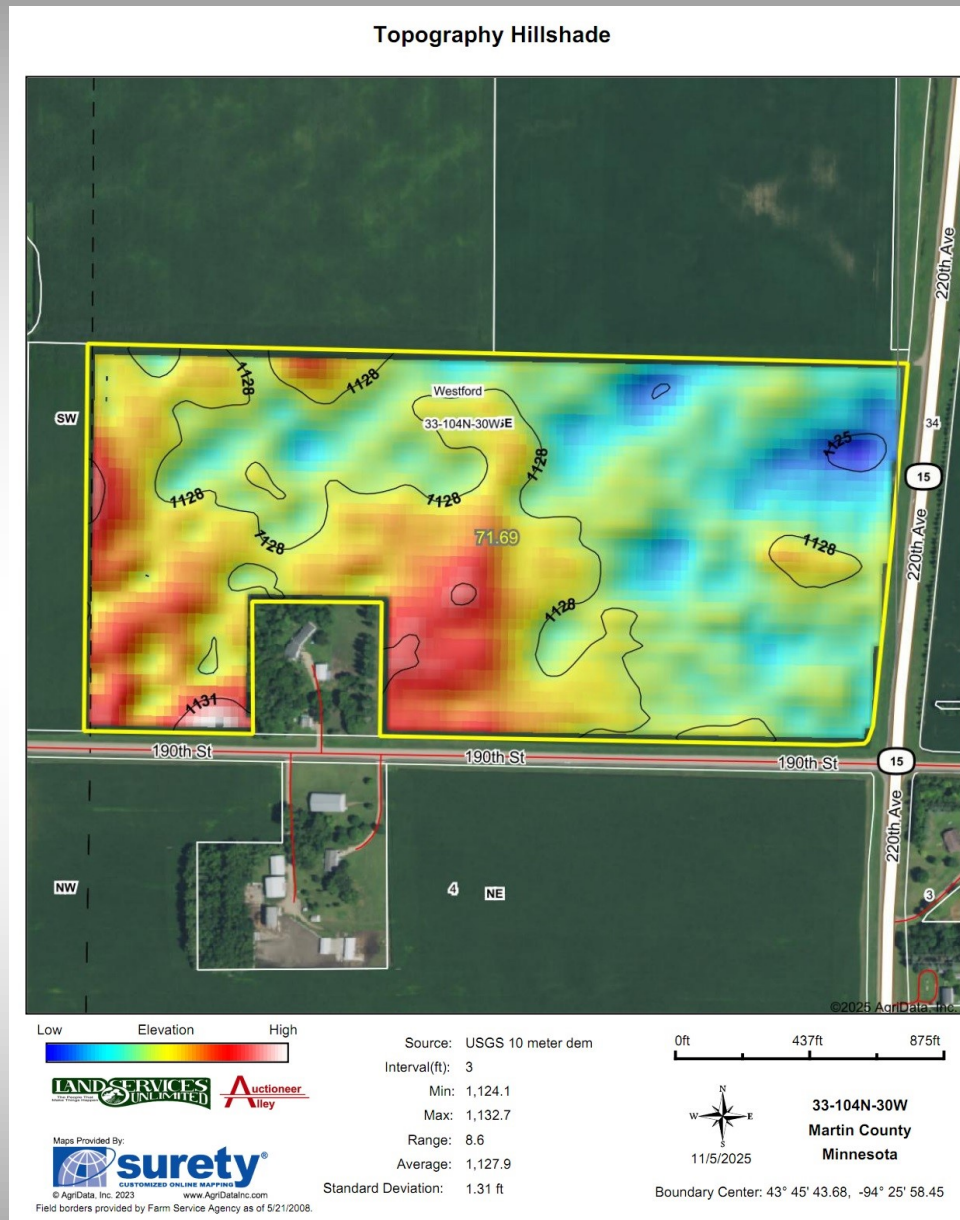 Topography Hillshade
220th Ave
1128
1128
Westford
SW
33-104N-30W
SE
34
1125
1128
15
1128
1128
1128
71.69
1128
220th Ave
1128
1131
190th St
190th St
190th St
15
220th Ave
NW
4
NE
3
©2025 AgriData, Inc.
Low Elevation High
LAND SERVICES
UNLIMITED
Auctioneer
Alley
Maps Provided By:
surety®
CUSTOMIZED ONLINE MAPPING
© AgriData, Inc. 2023 www.AgriDataInc.com
Field borders provided by Farm Service Agency as of 5/21/2008.
Source: USGS 10 meter dem
Interval(ft): 3
Min: 1,124.1
Max: 1,132.7
Range: 8.6
Average: 1,127.9
Standard Deviation: 1.31 ft
0ft 437ft 875ft
N
W E
S
11/5/2025
33-104N-30W
Martin County
Minnesota
Boundary Center: 43° 45' 43.68, -94° 25' 58.45